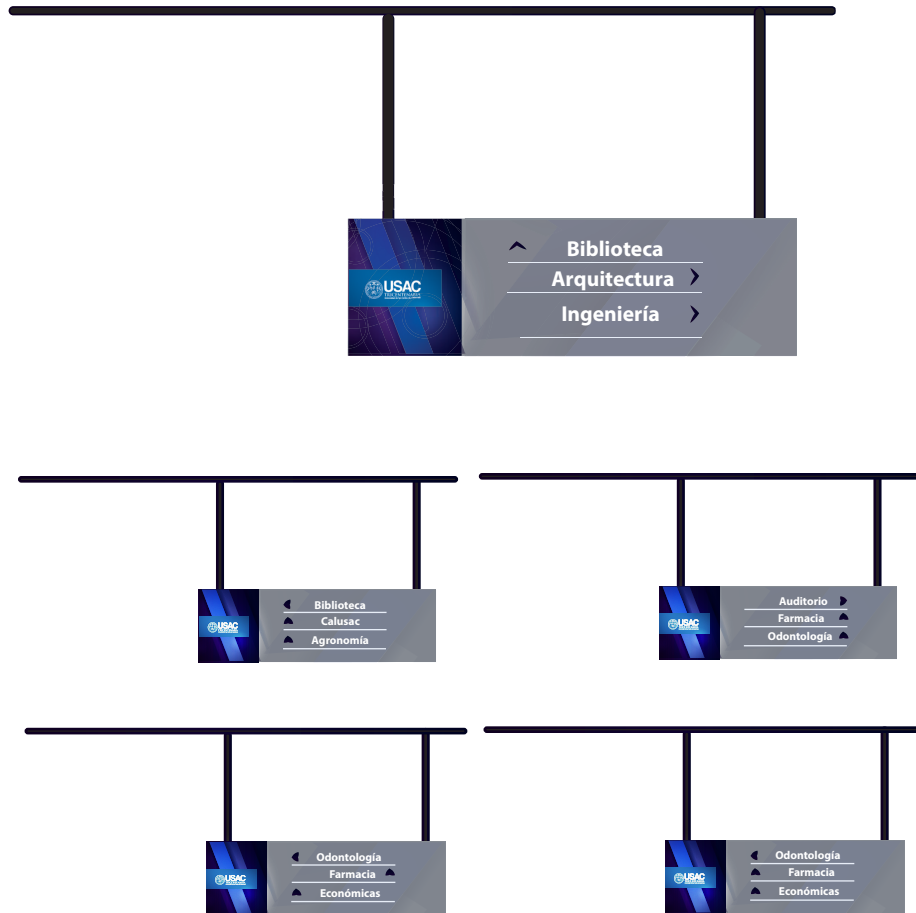 Biblioteca
USAC
TRICENTENARIA
Arquitectura
Ingeniería
USAC
Biblioteca
Calusac
Agronomía
USAC
Auditorio
Farmacia
Odontología
USAC
Odontología
Farmacia
Económicas
USAC
Odontología
Farmacia
Económicas